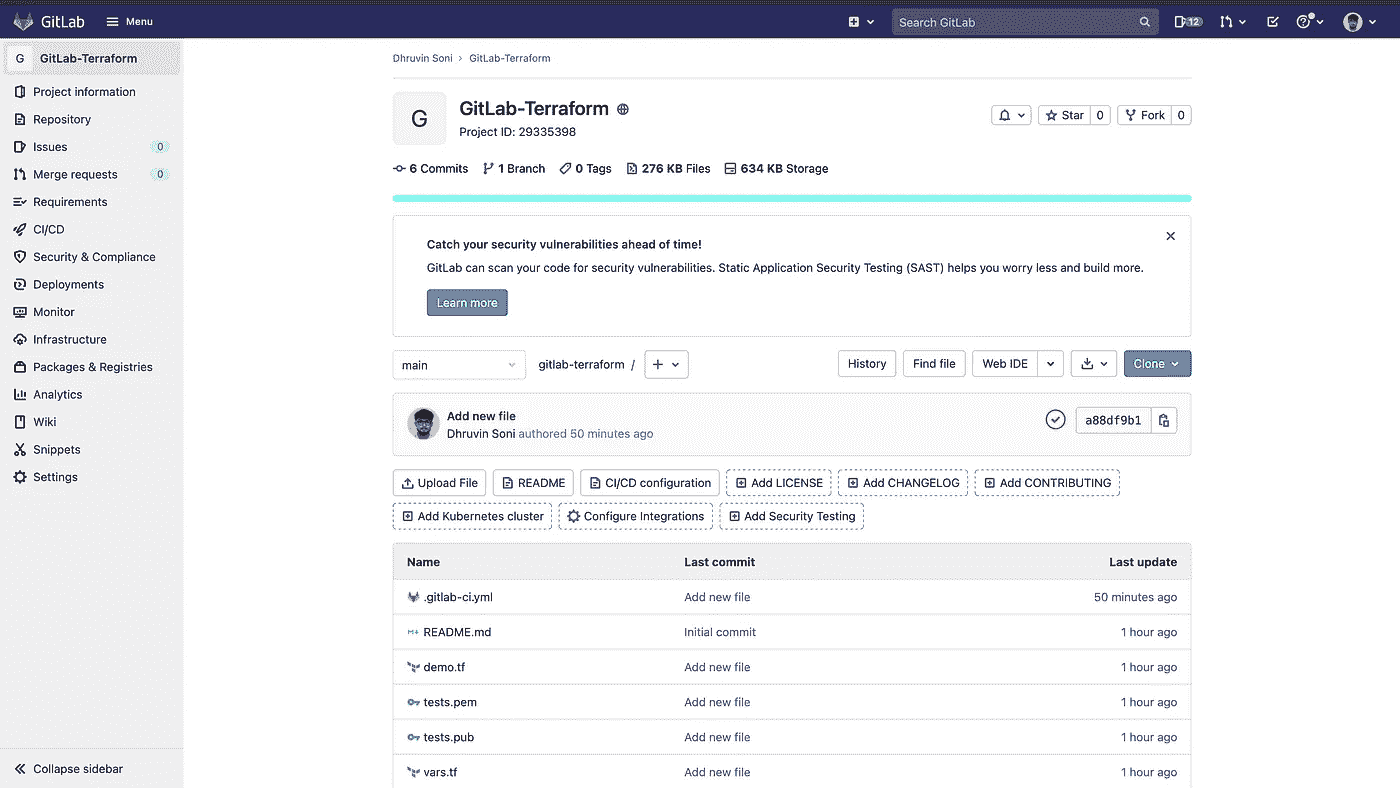 GitLab Menu Search GitLab 12
G GitLab-Terraform
Project information
Repository
Issues 0
Merge requests 0
Requirements
CI/CD
Security & Compliance
Deployments
Monitor
Infrastructure
Packages & Registries
Analytics
Wiki
Snippets
Settings
Collapse sidebar
Dhruvin Soni › GitLab-Terraform
G
GitLab-Terraform
Project ID: 29335398
Star 0 Fork 0
6 Commits 1 Branch 0 Tags 276 KB Files 634 KB Storage
Catch your security vulnerabilities ahead of time!
GitLab can scan your code for security vulnerabilities. Static Application Security Testing (SAST) helps you worry less and build more.
Learn more
main gitlab-terraform / + History Find file Web IDE Clone
Add new file
Dhruvin Soni authored 50 minutes ago
a88df9b1
Upload File README CI/CD configuration Add LICENSE Add CHANGELOG Add CONTRIBUTING
Add Kubernetes cluster Configure Integrations Add Security Testing
Name Last commit Last update
.gitlab-ci.yml Add new file 50 minutes ago
README.md Initial commit 1 hour ago
demo.tf Add new file 1 hour ago
tests.pem Add new file 1 hour ago
tests.pub Add new file 1 hour ago
vars.tf Add new file 1 hour ago